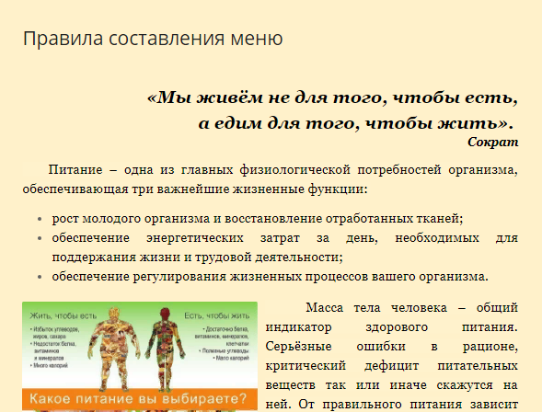 Правила составления меню
«Мы живём не для того, чтобы есть,
а едим для того, чтобы жить».
Сократ
Питание – одна из главных физиологической потребностей организма,
обеспечивающая три важнейшие жизненные функции:
• рост молодого организма и восстановление отработанных тканей;
• обеспечение энергетических затрат за день, необходимых для
поддержания жизни и трудовой деятельности;
• обеспечение регулирования жизненных процессов вашего организма.
Жить, чтобы есть
• Избыток углеводов,
жиров, сахара
• Недостаток белка,
витаминов
и минералов
• Много калорий
Есть, чтобы жить
• Достаточно белка,
витаминов, минералов,
клетчатки
• Полезные углеводы
• Мало калорий
Какое питание вы выбираете?
Масса тела человека – общий
индикатор здорового питания.
Серьёзные ошибки в рационе,
критический дефицит питательных
веществ так или иначе скажутся на
ней. От правильного питания зависит